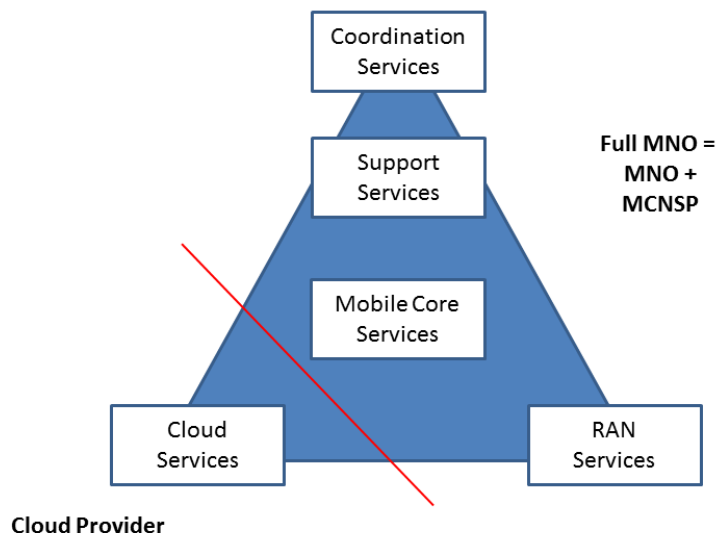 Coordination
Services
Full MNO =
MNO +
MCNSP
Support
Services
Mobile Core
Services
Cloud
Services
RAN
Services
Cloud Provider